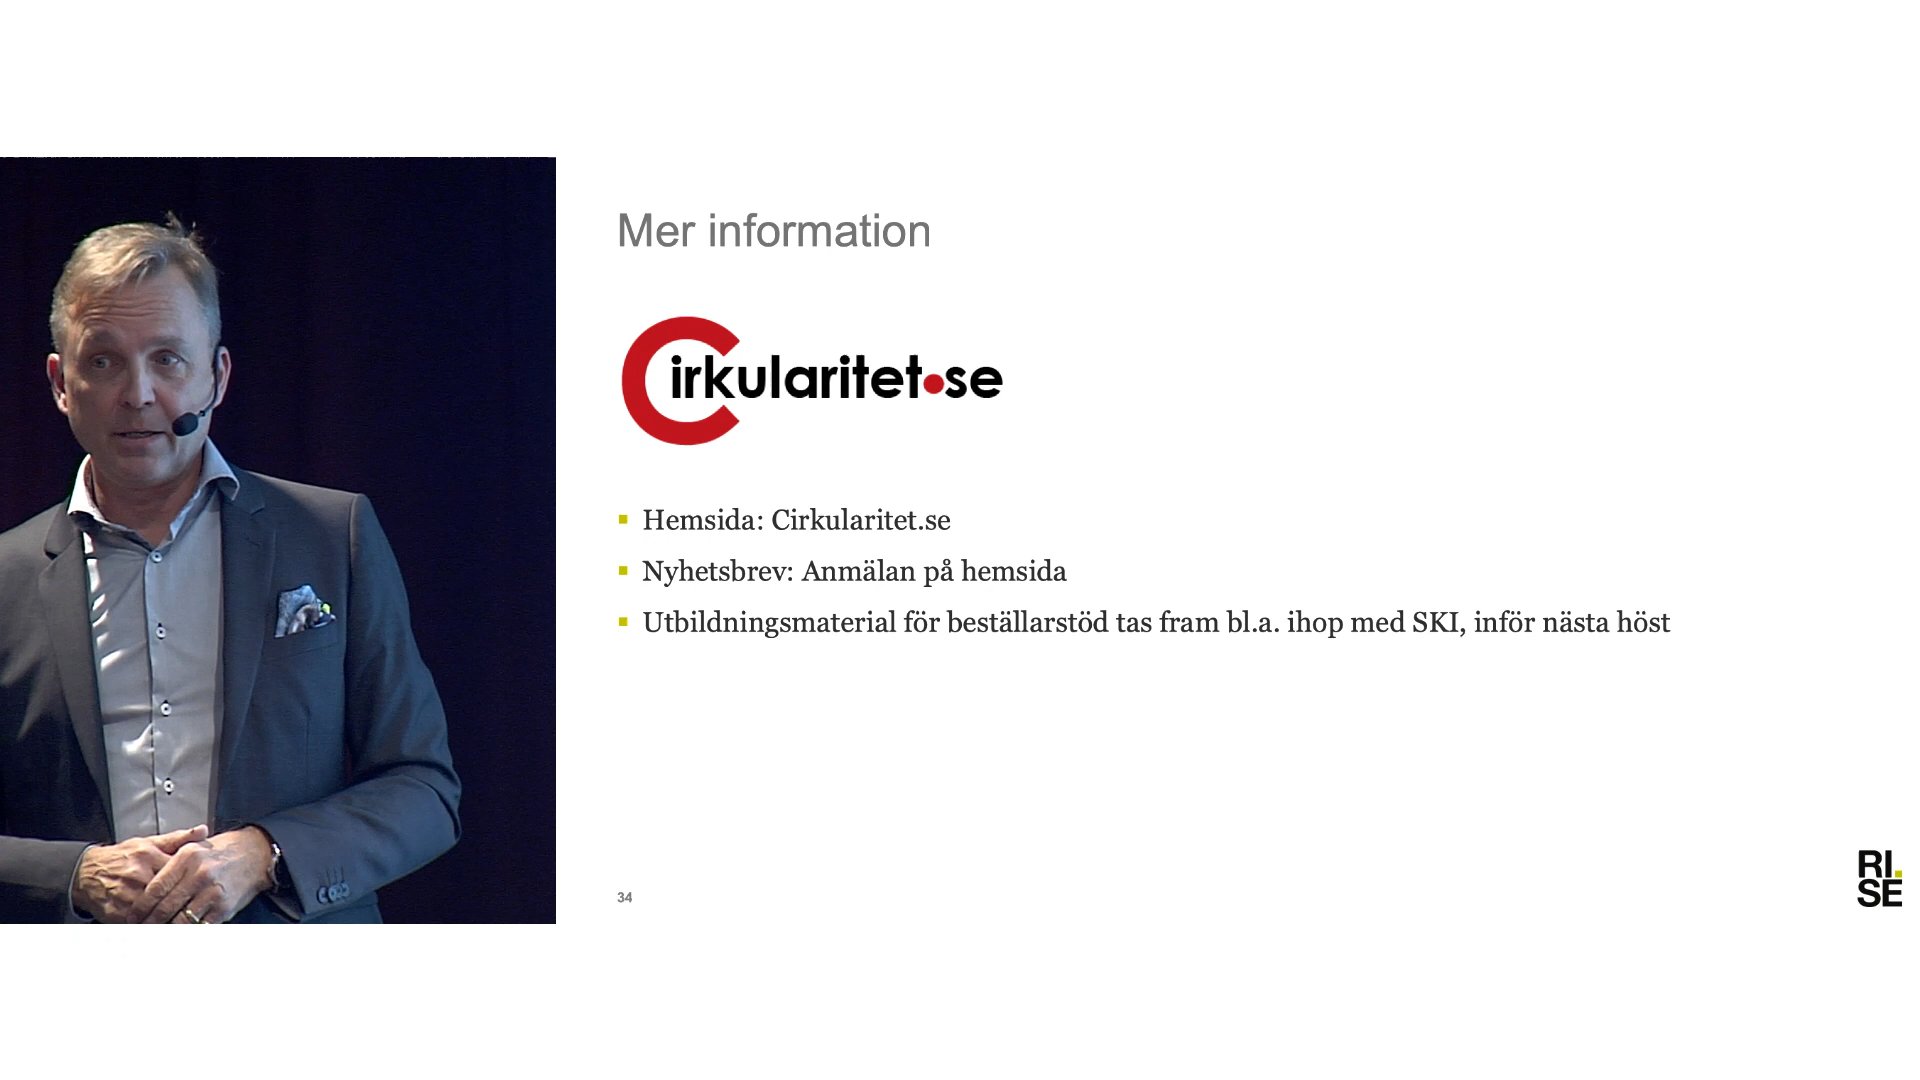 Mer information
Cirkularitet.se
Hemsida: Cirkularitet.se
Nyhetsbrev: Anmälan på hemsida
Utbildningsmaterial för beställarstöd tas fram bl.a. ihop med SKI, inför nästa höst
34
RI.
SE